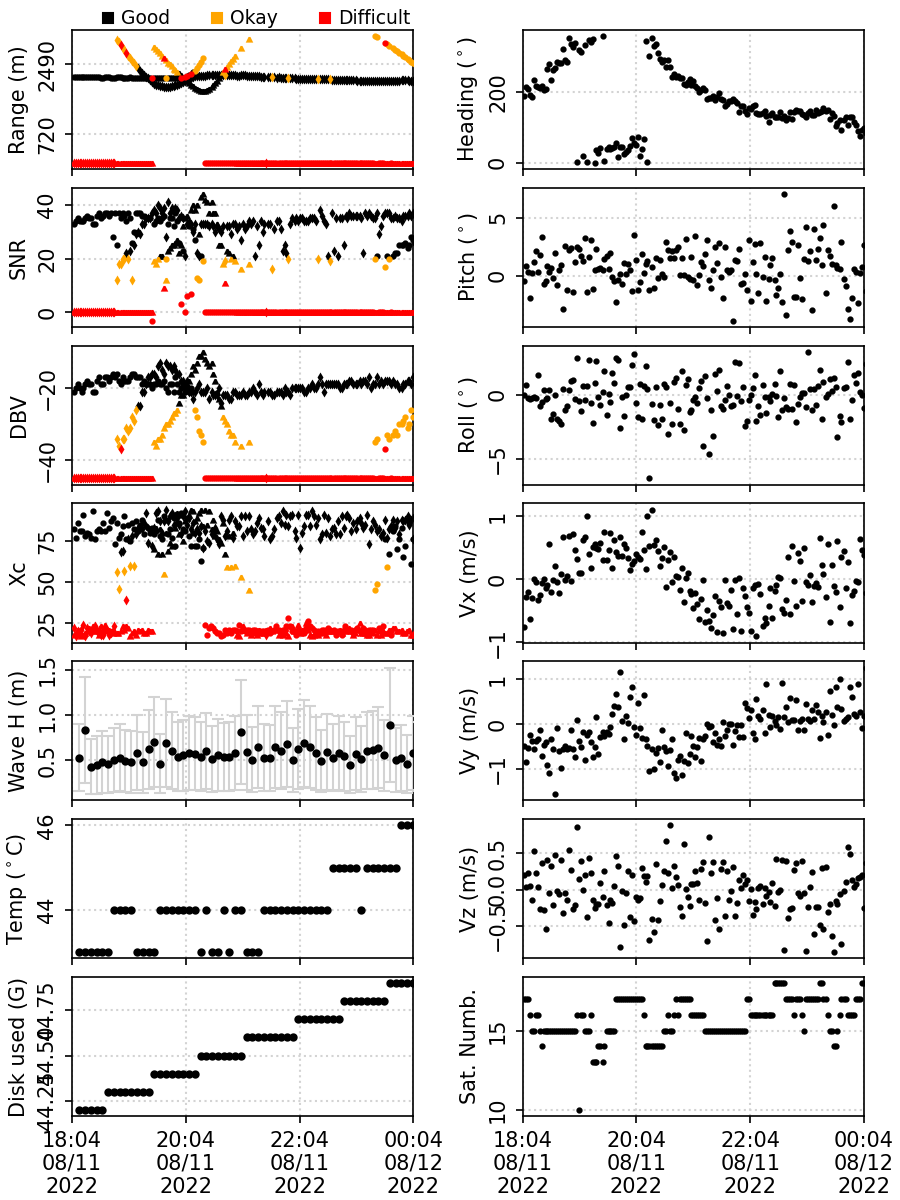 Good Okay Difficult
Range (m)
2490
720
Heading (°)
200
0
SNR
40
20
0
Pitch (°)
5
0
DBV
−20
−40
Roll (°)
0
−5
Xc
75
50
25
Vx (m/s)
1
0
−1
Wave H (m)
1.5
1.0
0.5
Vy (m/s)
1
0
−1
Temp (°C)
46
44
Vz (m/s)
0.5
0.0
−0.5
Disk used (G)
44.75
44.50
44.25
Sat. Numb.
15
10
18:04 20:04 22:04 00:04
08/11 08/11 08/11 08/12
2022 2022 2022 2022
18:04 20:04 22:04 00:04
08/11 08/11 08/11 08/12
2022 2022 2022 2022